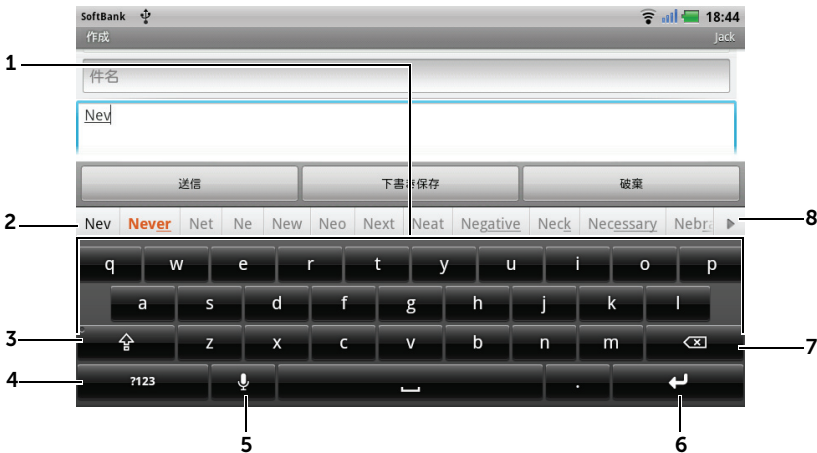 SoftBank 18:44
作成 Jack
1
件名
Nev
送信 下書き保存 破棄
2 Nev Never Net Ne New Neo Next Neat Negative Neck Necessary Nebra 8
q w e r t y u i o p
a s d f g h j k l
3 z x c v b n m 7
4 ?123 .
5 6